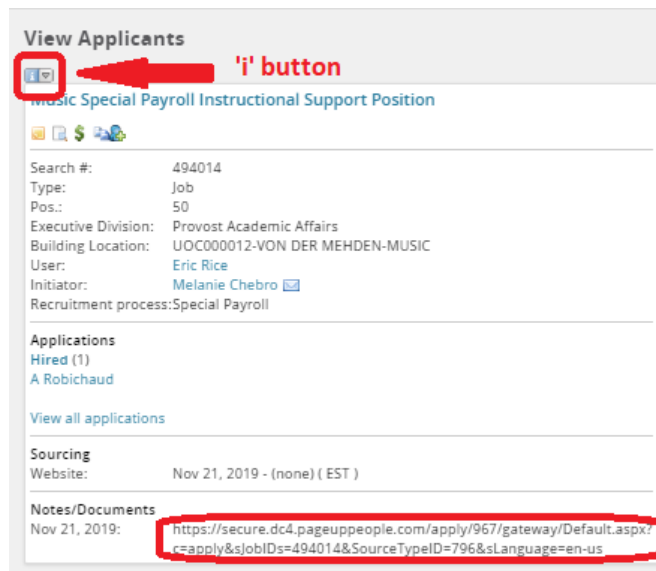 View Applicants
'i' button
Music Special Payroll Instructional Support Position
Search #: 494014
Type: Job
Pos.: 50
Executive Division: Provost Academic Affairs
Building Location: UOC000012-VON DER MEHDEN-MUSIC
User: Eric Rice
Initiator: Melanie Chebro
Recruitment process:Special Payroll
Applications
Hired (1)
A Robichaud
View all applications
Sourcing
Website: Nov 21, 2019 - (none) ( EST )
Notes/Documents
Nov 21, 2019: https://secure.dc4.pageuppeople.com/apply/967/gateway/Default.aspx?
c=apply&sJobIDs=494014&SourceTypeID=796&sLanguage=en-us